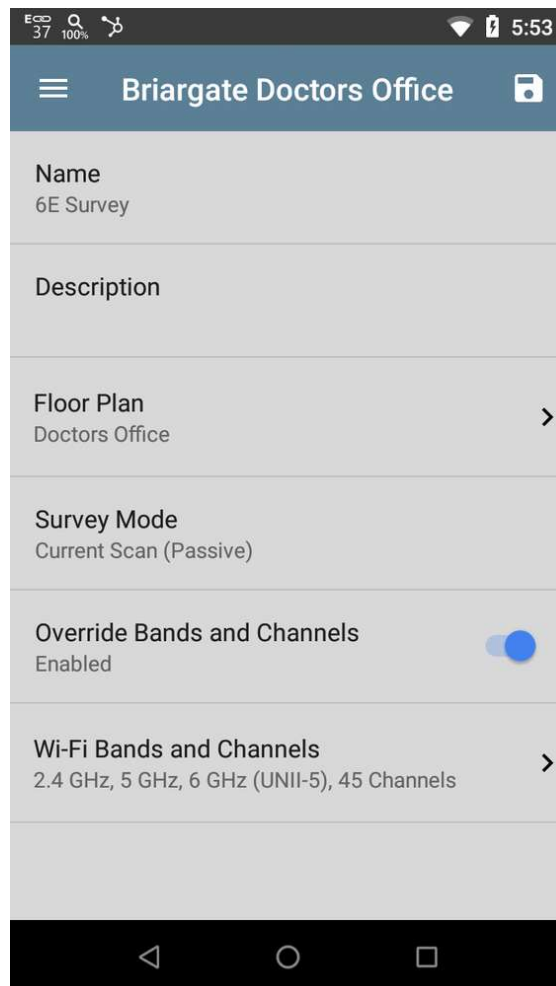 E
37 100% 5:53
Briargate Doctors Office
Name
6E Survey
Description
Floor Plan
Doctors Office
Survey Mode
Current Scan (Passive)
Override Bands and Channels
Enabled
Wi-Fi Bands and Channels
2.4 GHz, 5 GHz, 6 GHz (UNII-5), 45 Channels